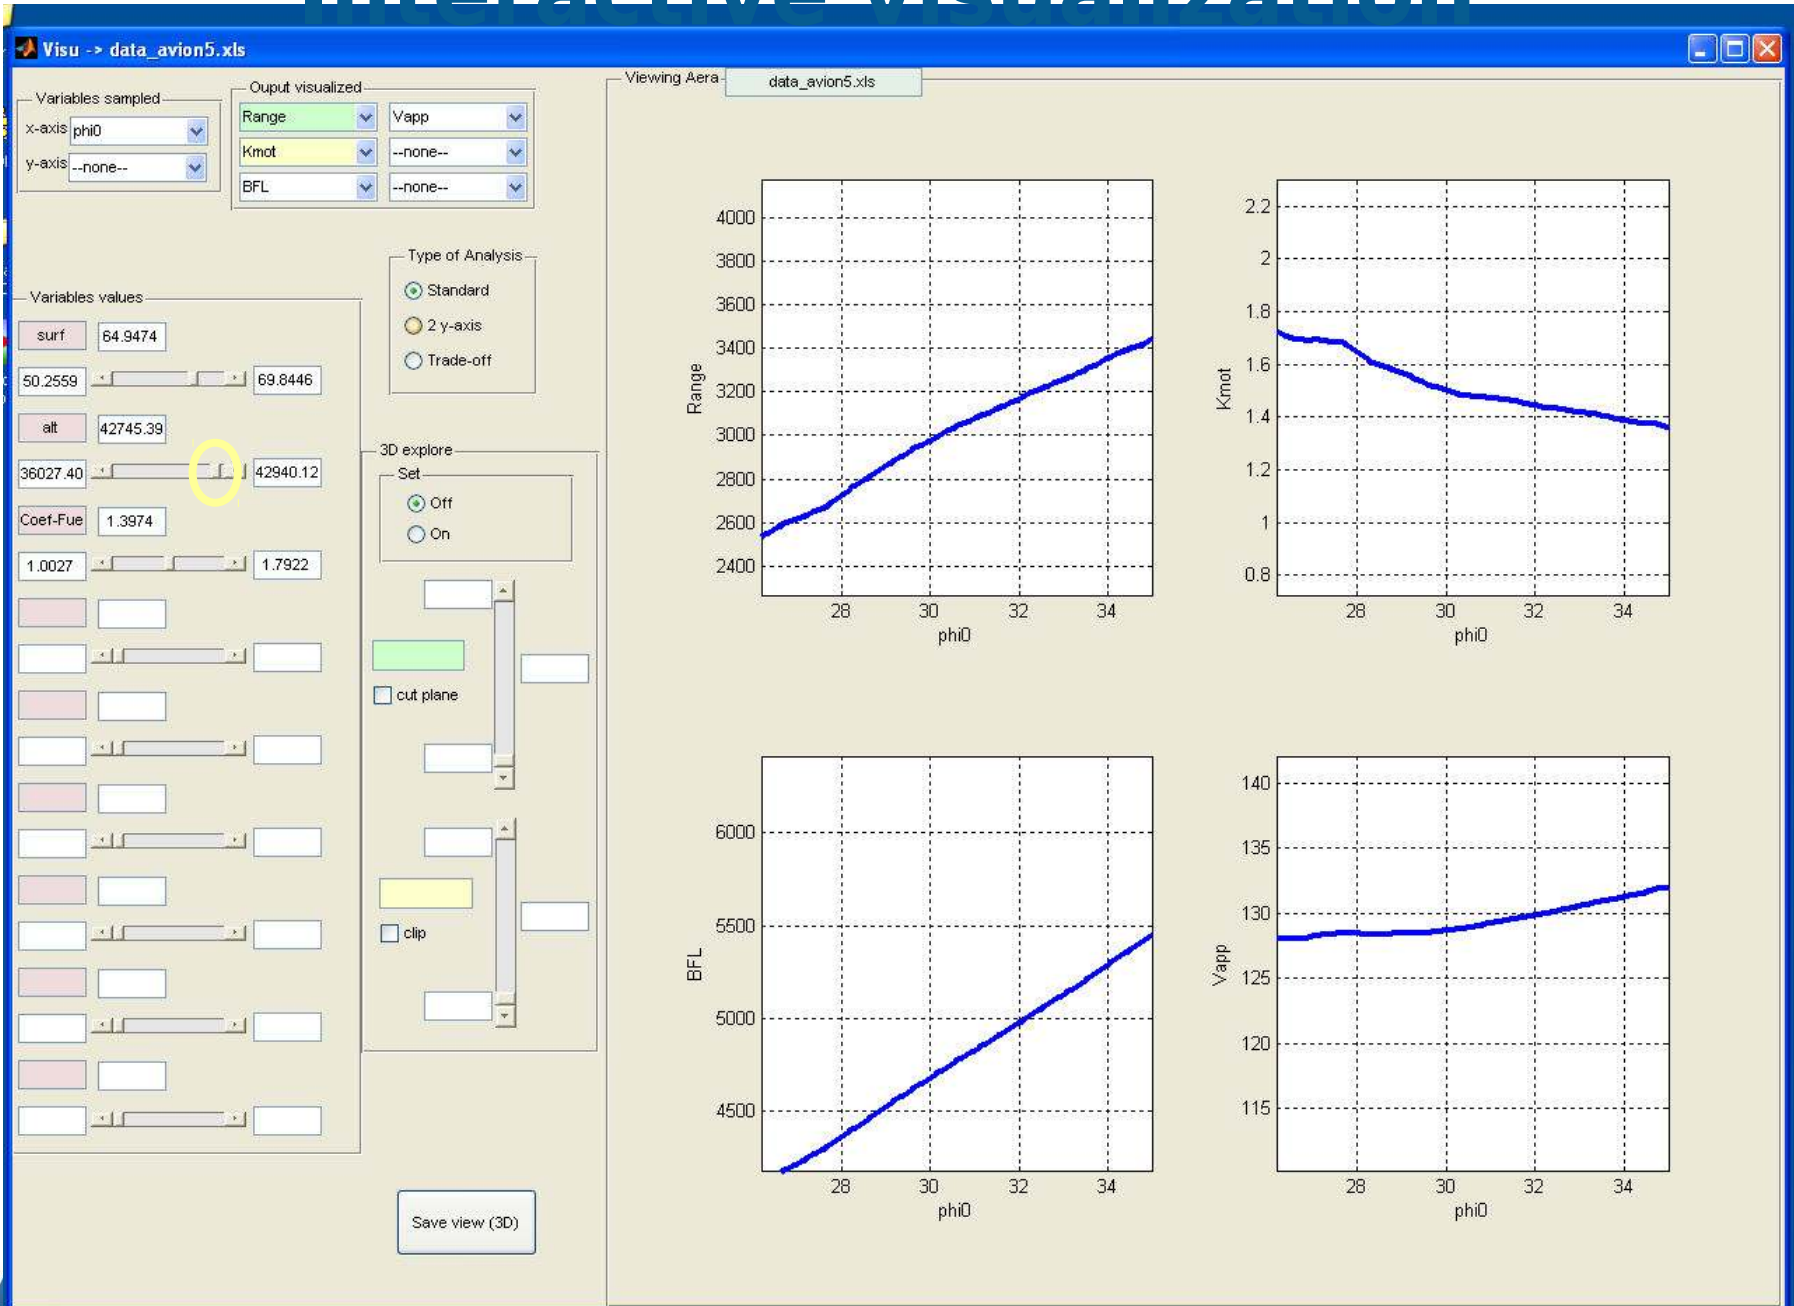 Interactive visualization
Visu -> data_avion5.xls
Variables sampled
x-axis phi0
y-axis --none--
Ouput visualized
Range Vapp
Kmot --none--
BFL --none--
Type of Analysis
Standard
2 y-axis
Trade-off
Variables values
surf 64.9474
50.2559 69.8446
alt 42745.39
36027.40 42940.12
Coef-Fue 1.3974
1.0027 1.7922
3D explore
Set
Off
On
cut plane
clip
Save view (3D)
Viewing Aera
data_avion5.xls
Range
4000
3800
3600
3400
3200
3000
2800
2600
2400
28 30 32 34
phi0
Kmot
2.2
2
1.8
1.6
1.4
1.2
1
0.8
28 30 32 34
phi0
BFL
6000
5500
5000
4500
28 30 32 34
phi0
Vapp
140
135
130
125
120
115
28 30 32 34
phi0